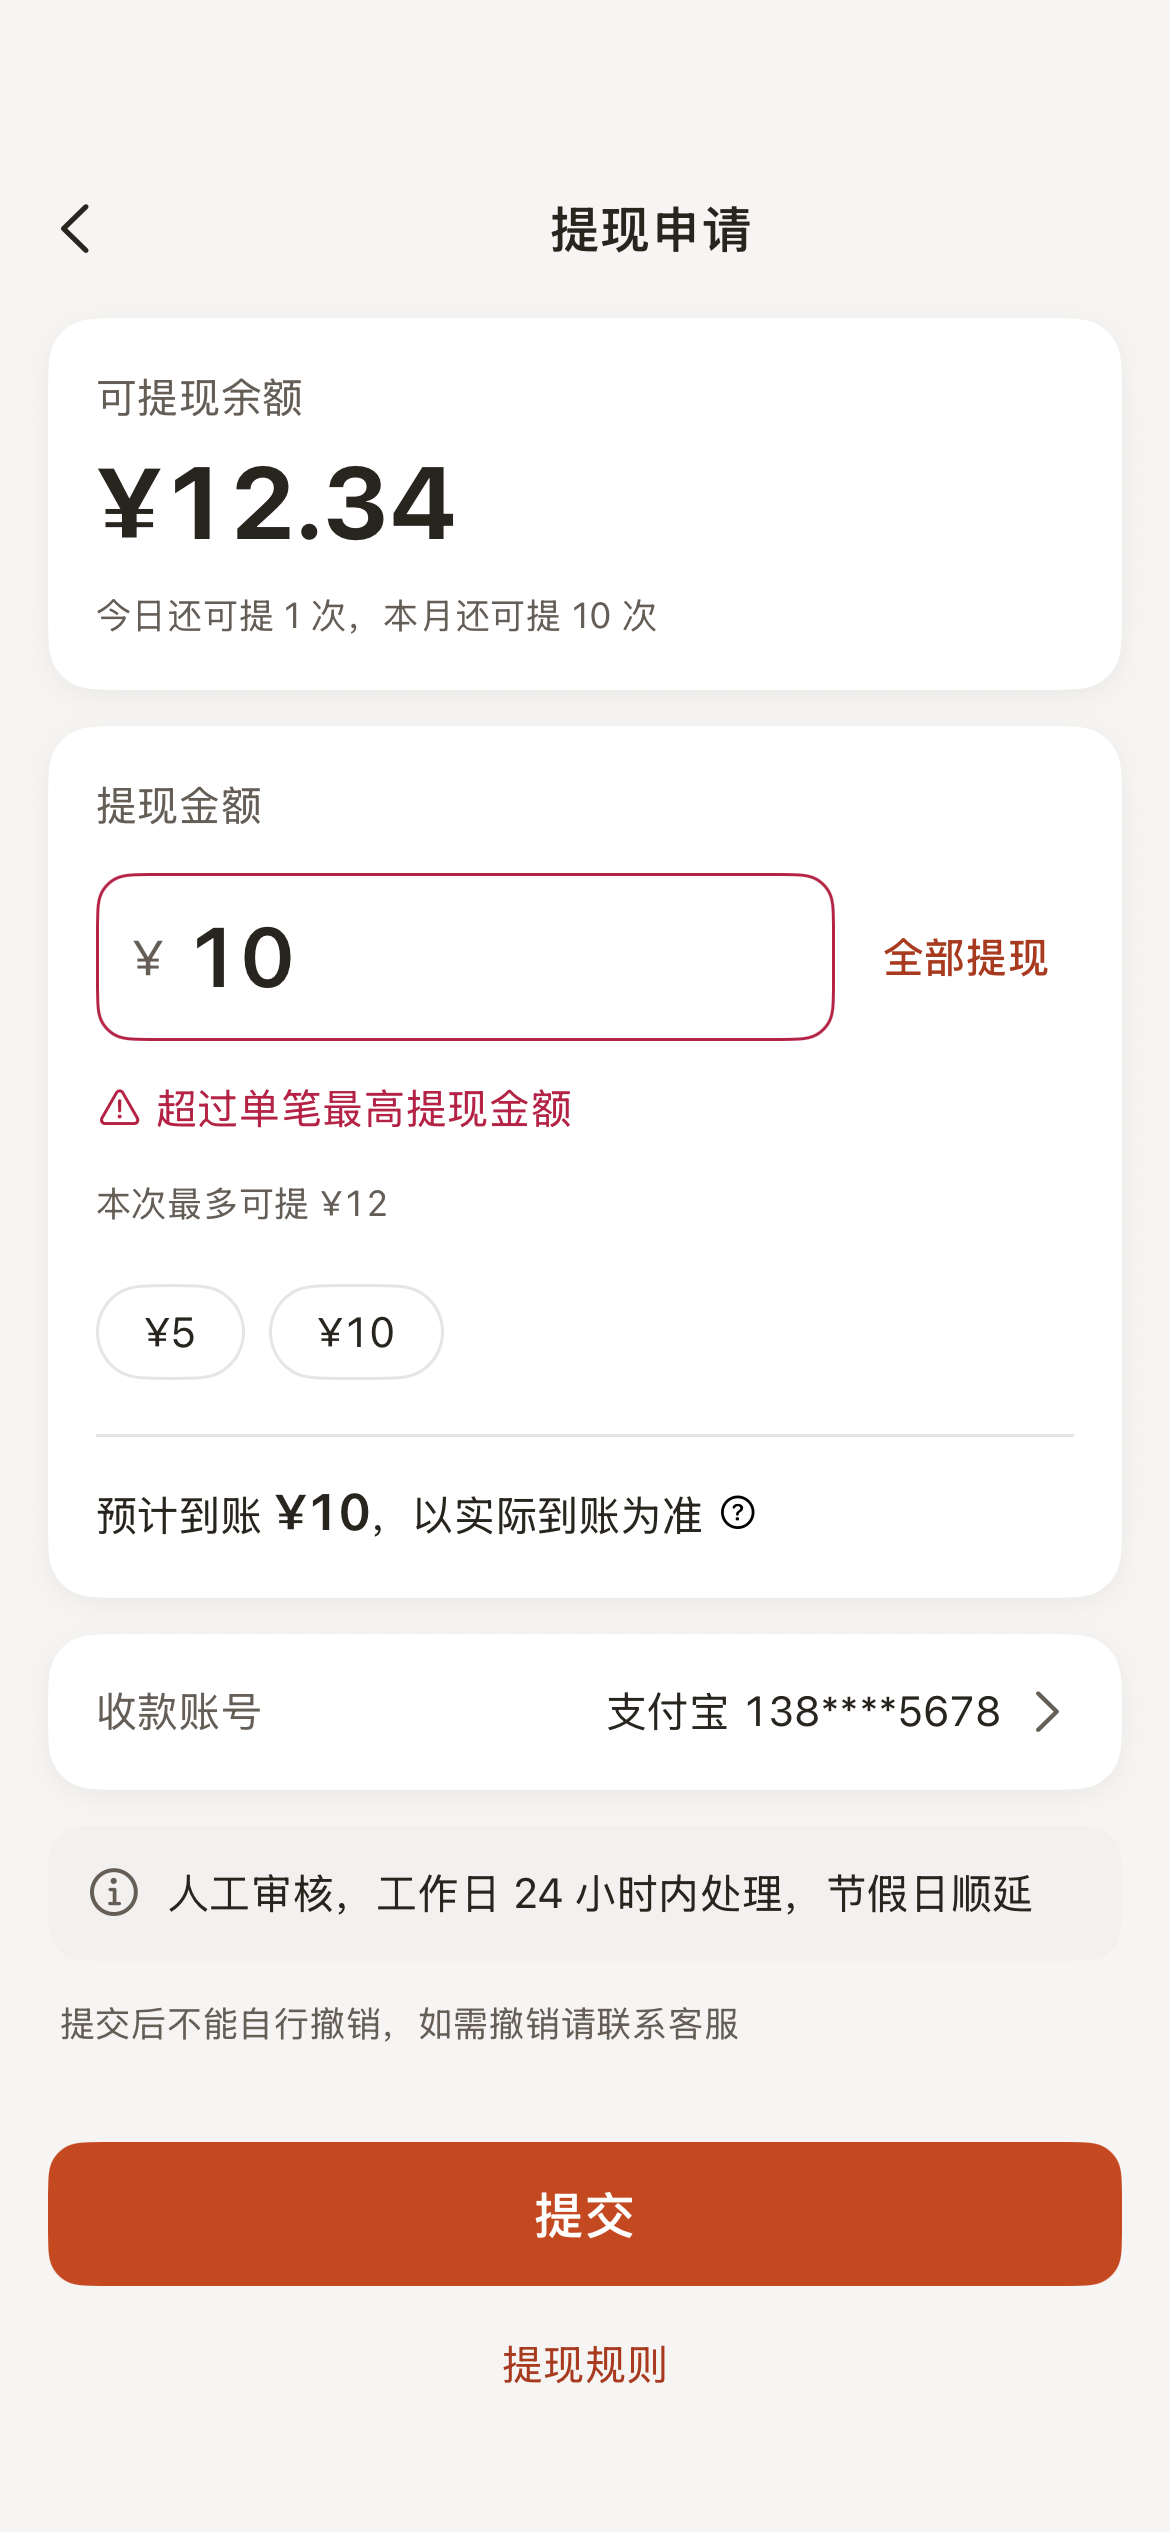 提现申请
可提现余额
¥12.34
今日还可提 1 次，本月还可提 10 次
提现金额
¥ 10
全部提现
超过单笔最高提现金额
本次最多可提 ¥12
¥5
¥10
预计到账 ¥10，以实际到账为准
收款账号
支付宝 138****5678
人工审核，工作日 24 小时内处理，节假日顺延
提交后不能自行撤销，如需撤销请联系客服
提交
提现规则